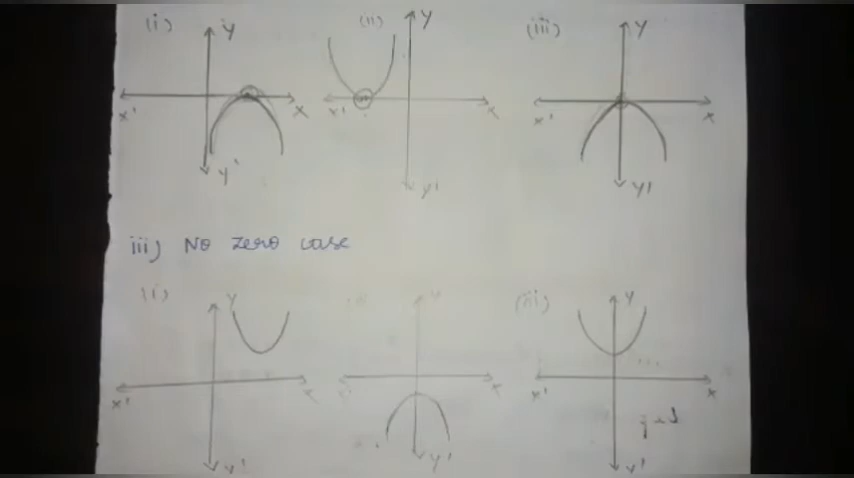 (i) (ii) (iii)
Y Y Y
X' X X' X X' X
Y' Y' Y'
iii) No zero case
(i) (iii)
Y Y Y
X' X X' X X' X
Y' Y' Y'